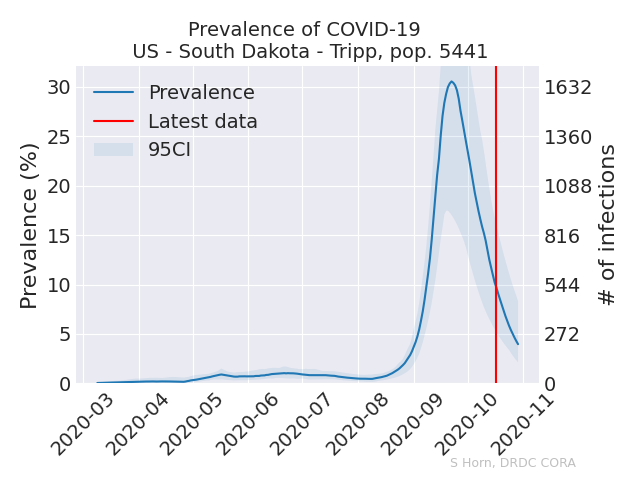 Prevalence of COVID-19
US - South Dakota - Tripp, pop. 5441
Prevalence
Latest data
95CI
Prevalence (%)
30
25
20
15
10
5
0
# of infections
1632
1360
1088
816
544
272
0
2020-03
2020-04
2020-05
2020-06
2020-07
2020-08
2020-09
2020-10
2020-11
S Horn, DRDC CORA